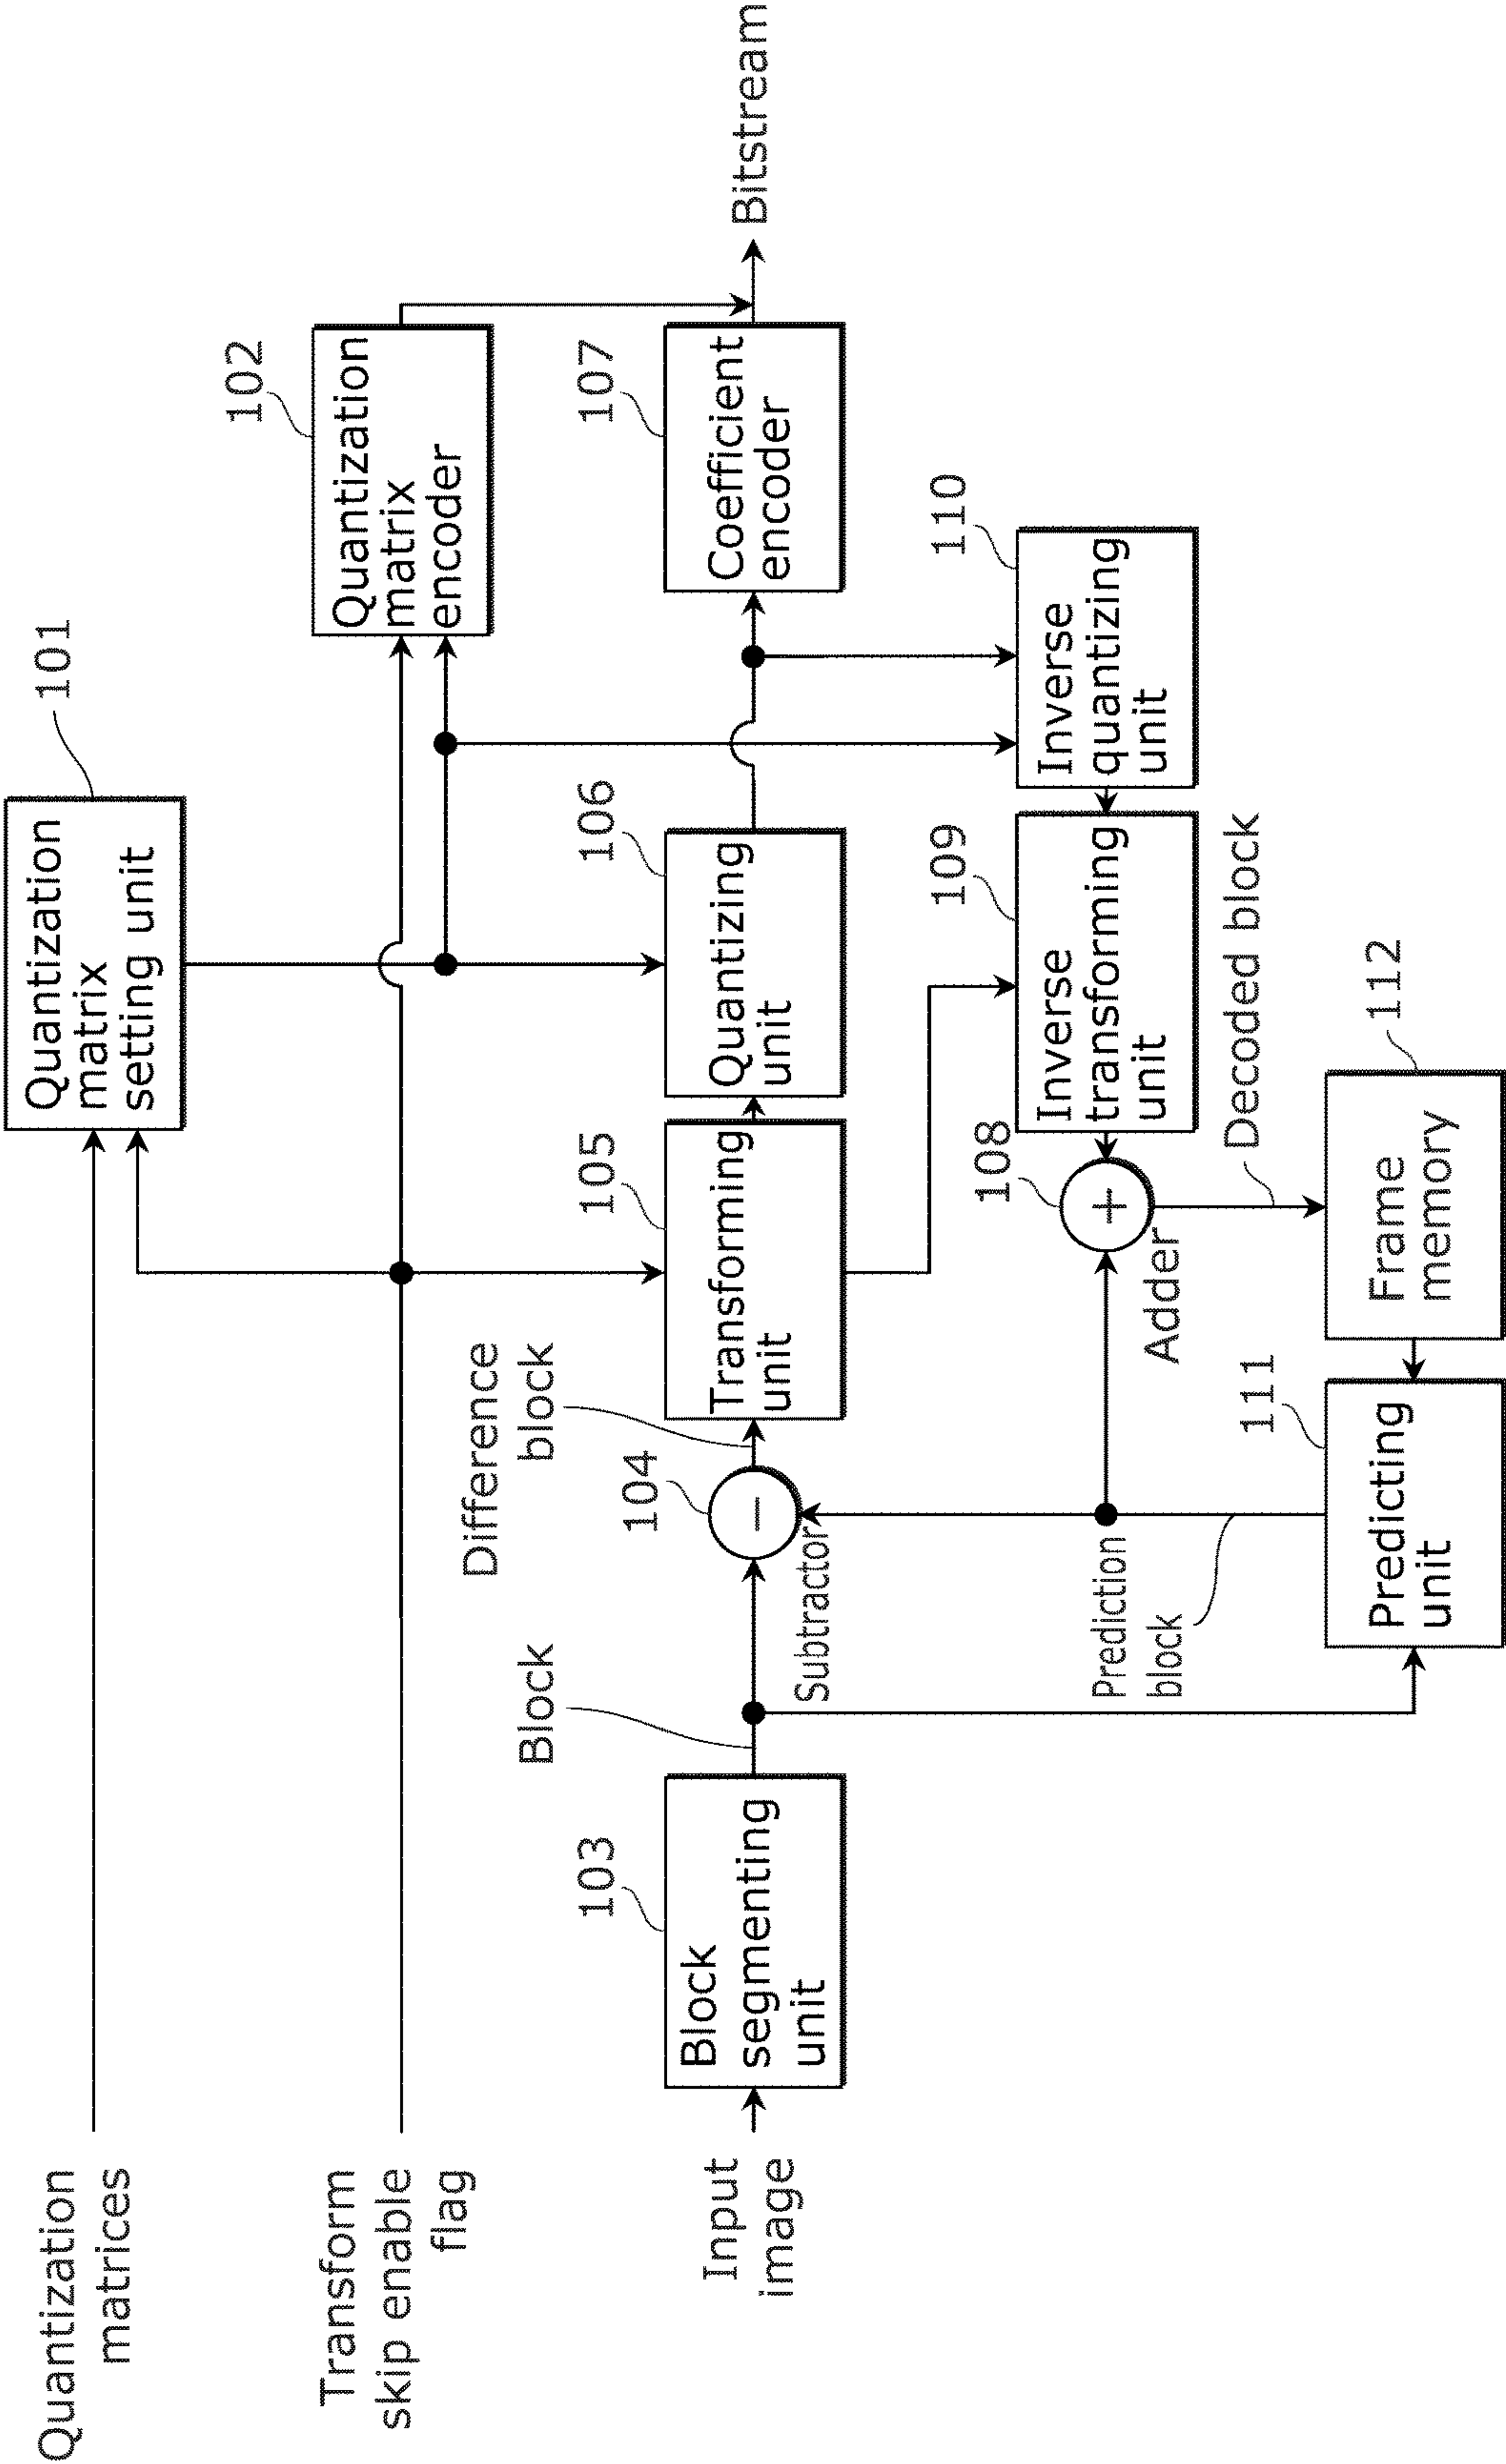 Quantization
matrices
101
Quantization
matrix
setting unit
Transform
skip enable
flag
102
Quantization
matrix
encoder
Input
image
103
Block
segmenting
unit
Block
104
Subtractor
−
Difference
block
105
Transforming
unit
106
Quantizing
unit
107
Coefficient
encoder
Bitstream
Prediction
block
108
+
Adder
109
Inverse
transforming
unit
110
Inverse
quantizing
unit
Decoded block
111
Predicting
unit
112
Frame
memory